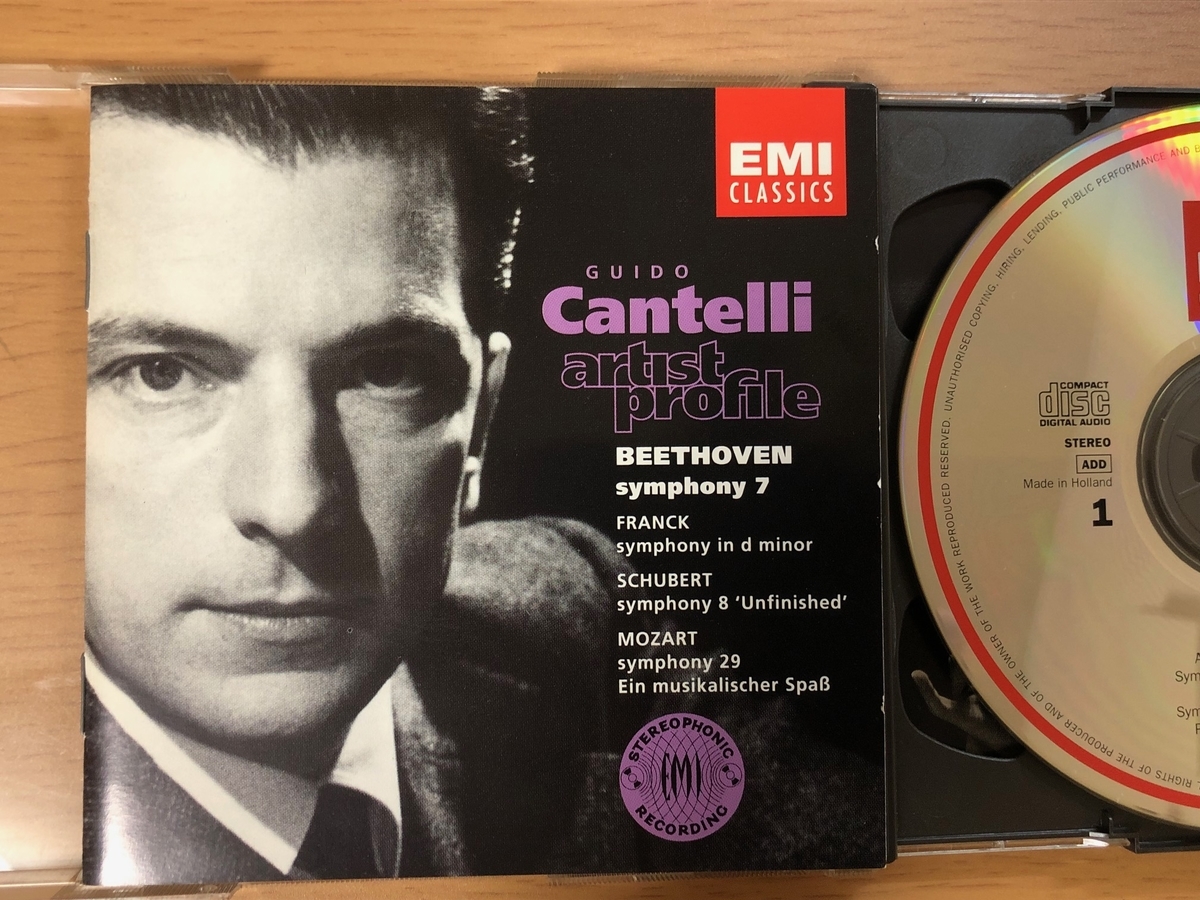 EMI
CLASSICS
GUIDO
Cantelli
artist
profile
BEETHOVEN
symphony 7
FRANCK
symphony in d minor
SCHUBERT
symphony 8 ‘Unfinished’
MOZART
symphony 29
Ein musikalischer Spaß
STEREOPHONIC
EMI
RECORDING
RIGHTS OF THE PRODUCER AND OF THE OWNER OF THE WORK REPRODUCED RESERVED. UNAUTHORISED COPYING, HIRING, LENDING, PUBLIC PERFORMANCE AND
COMPACT
disc
DIGITAL AUDIO
STEREO
ADD
Made in Holland
1